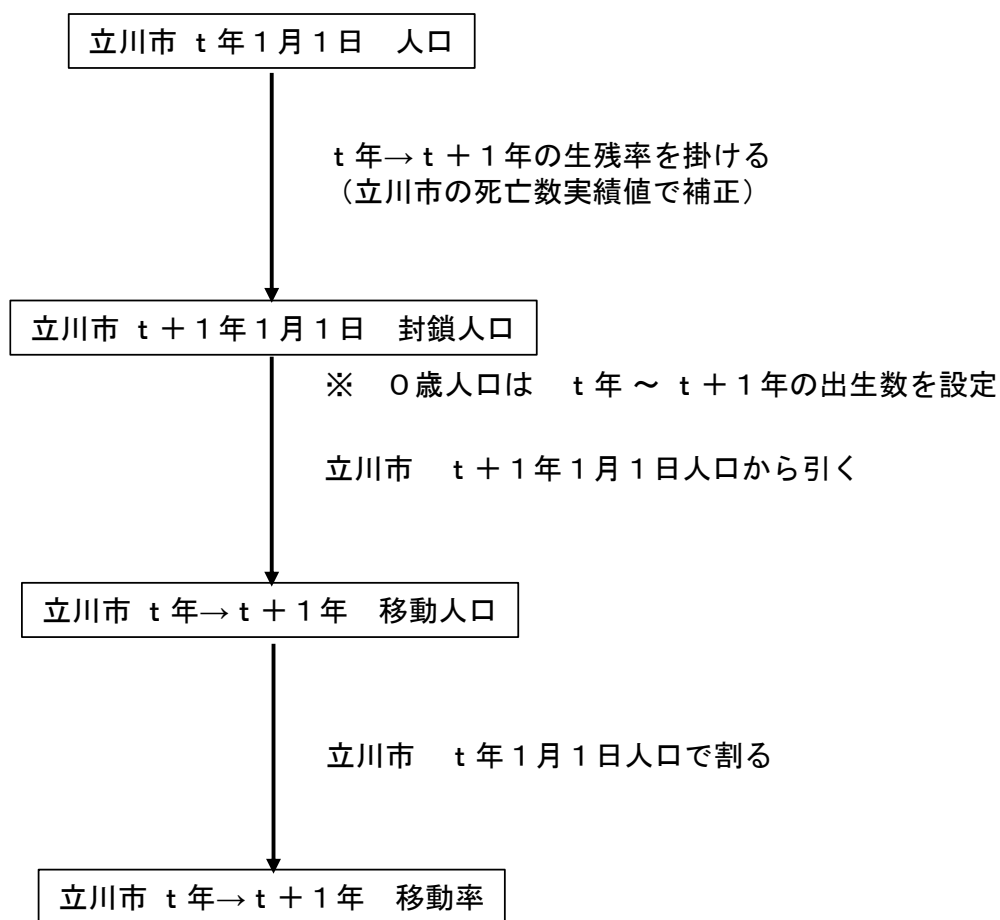 立川市 ｔ年１月１日　人口
ｔ年→ｔ＋１年の生残率を掛ける
（立川市の死亡数実績値で補正）
立川市 ｔ＋１年１月１日　封鎖人口
※　０歳人口は　ｔ年 ～ ｔ＋１年の出生数を設定
立川市　ｔ＋１年１月１日人口から引く
立川市 ｔ年→ｔ＋１年　移動人口
立川市　ｔ年１月１日人口で割る
立川市 ｔ年→ｔ＋１年　移動率